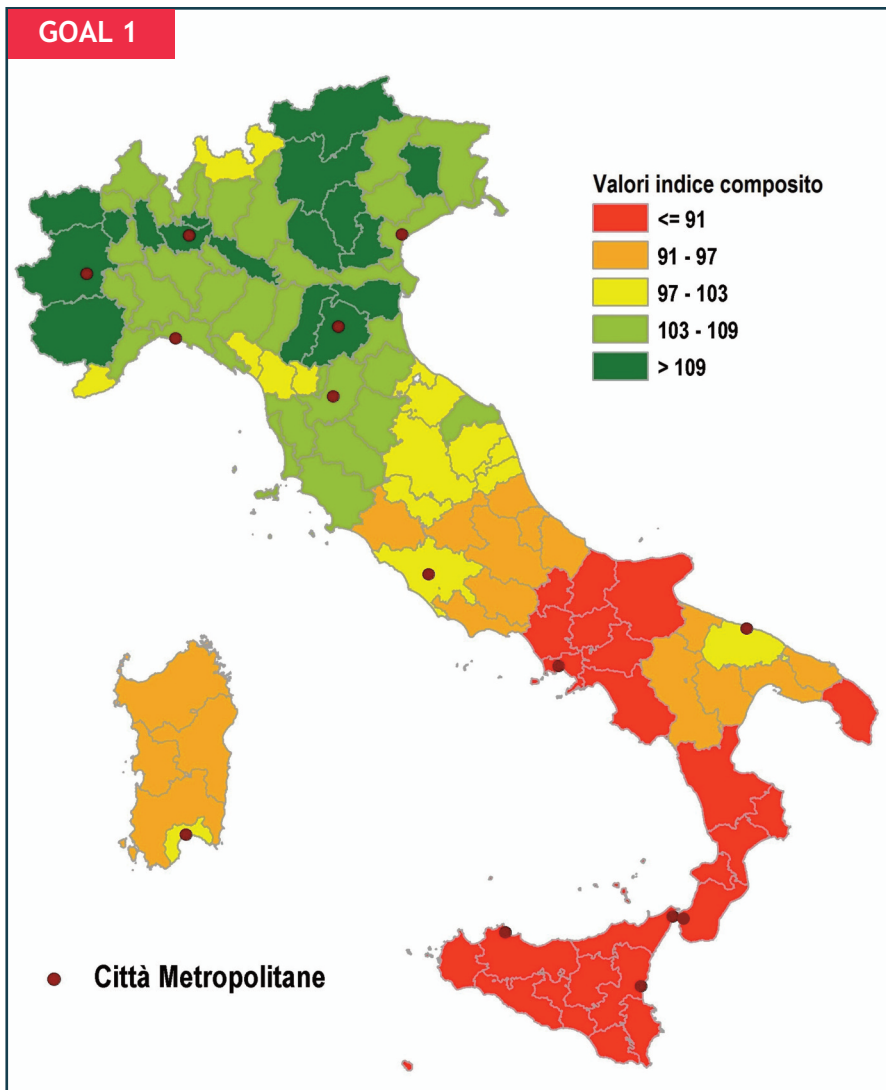 GOAL 1
Valori indice composito
<= 91
91 - 97
97 - 103
103 - 109
> 109
Città Metropolitane